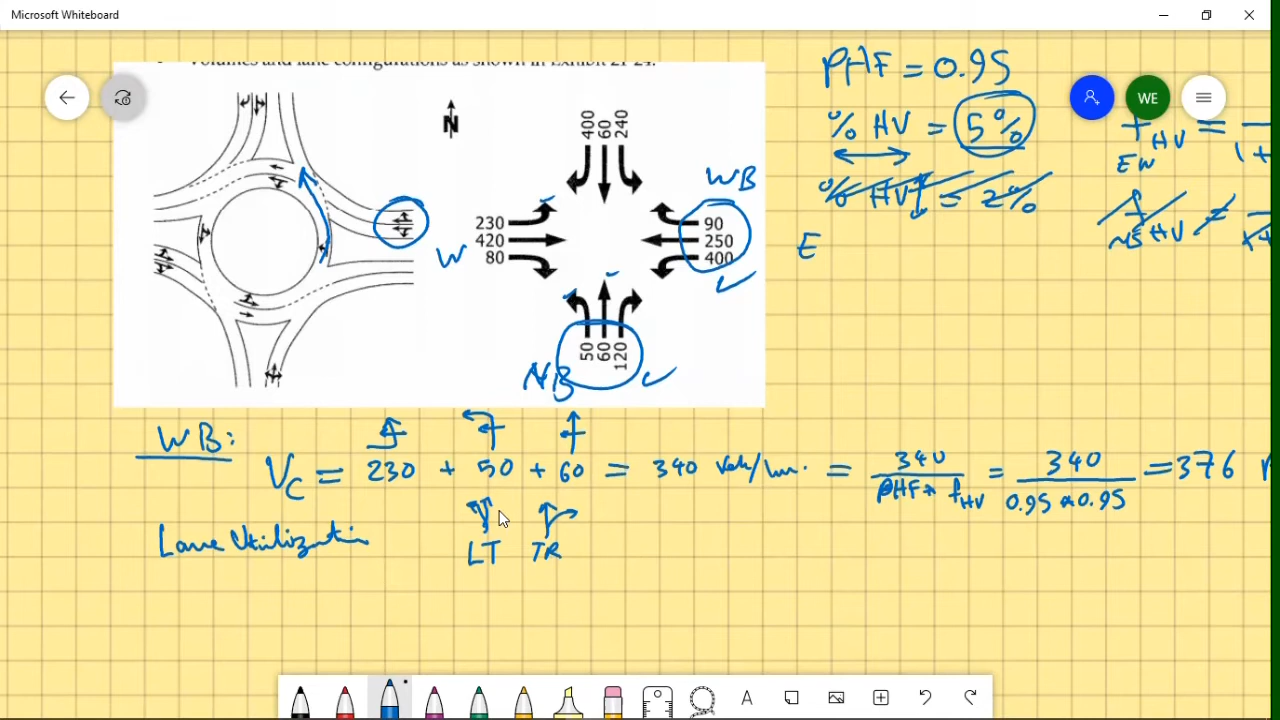 Microsoft Whiteboard
Volumes and lane configurations as shown in Exhibit 21-24.
PHF = 0.95
% HV = 5%
% HV = 2%
WE
HV =
EW
1+
NS HV =
N
400 60 240
WB
230
420
80
90
250
400
W
E
50 60 120
NB
WB:
Vc = 230 + 50 + 60 = 340 veh/hr. = 340 / PHF * fHV = 340 / 0.95 * 0.95 = 376
Lane Utilization
LT TR
A